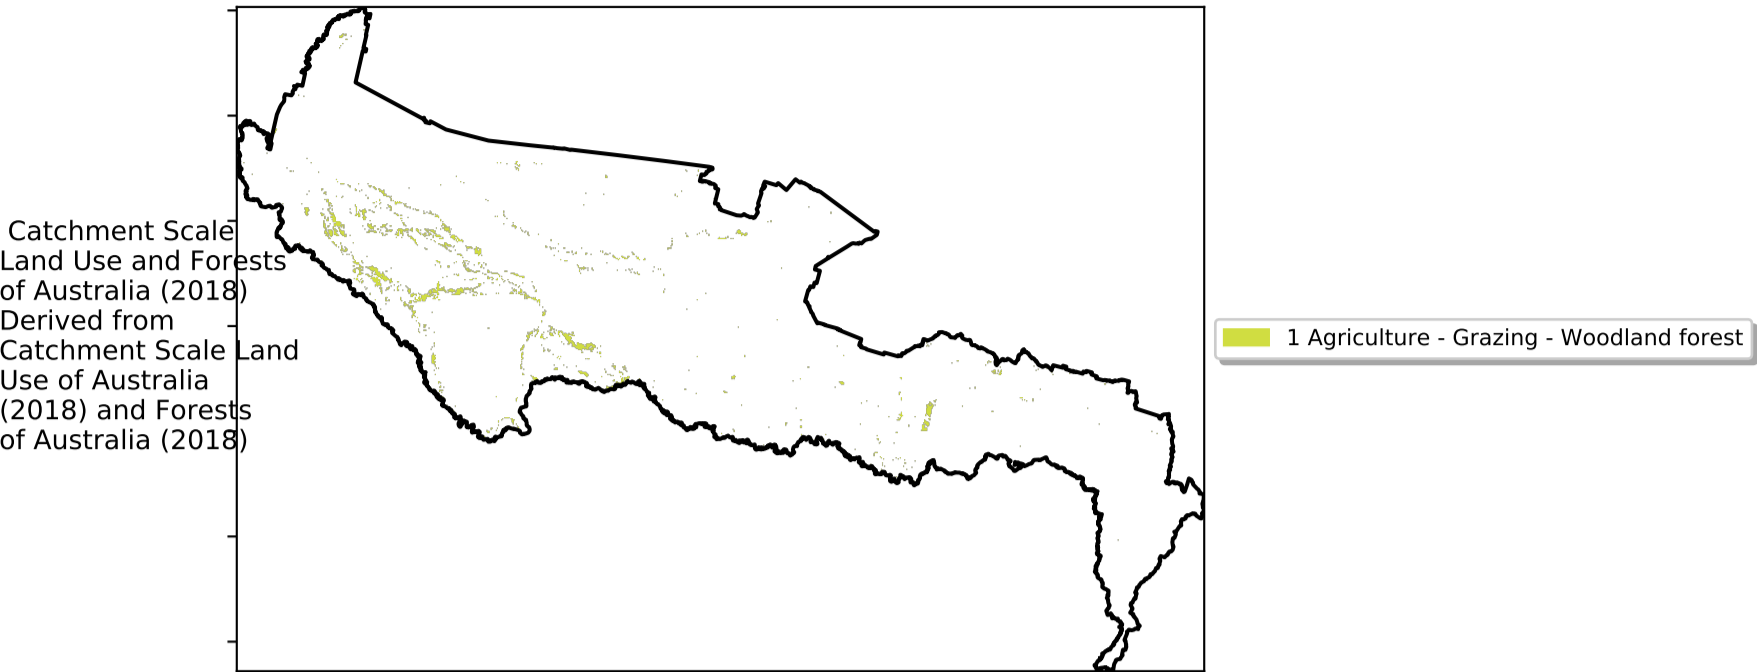 Catchment Scale
Land Use and Forests
of Australia (2018)
Derived from
Catchment Scale Land
Use of Australia
(2018) and Forests
of Australia (2018)
1 Agriculture - Grazing - Woodland forest